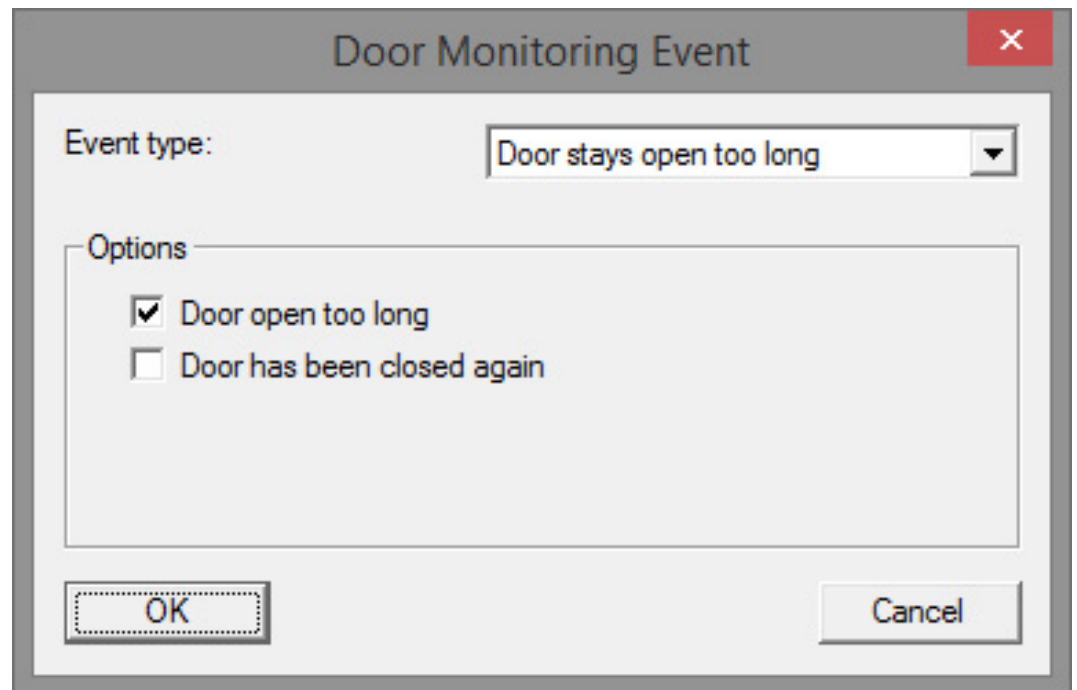 Door Monitoring Event
Event type:
Door stays open too long
Options
Door open too long
Door has been closed again
OK
Cancel